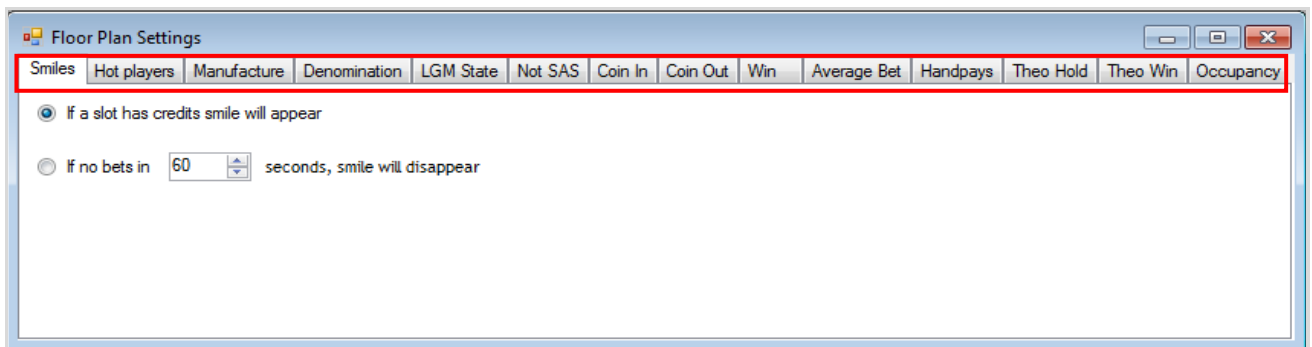 Floor Plan Settings
Smiles Hot players Manufacture Denomination LGM State Not SAS Coin In Coin Out Win Average Bet Handpays Theo Hold Theo Win Occupancy
If a slot has credits smile will appear
If no bets in 60 seconds, smile will disappear